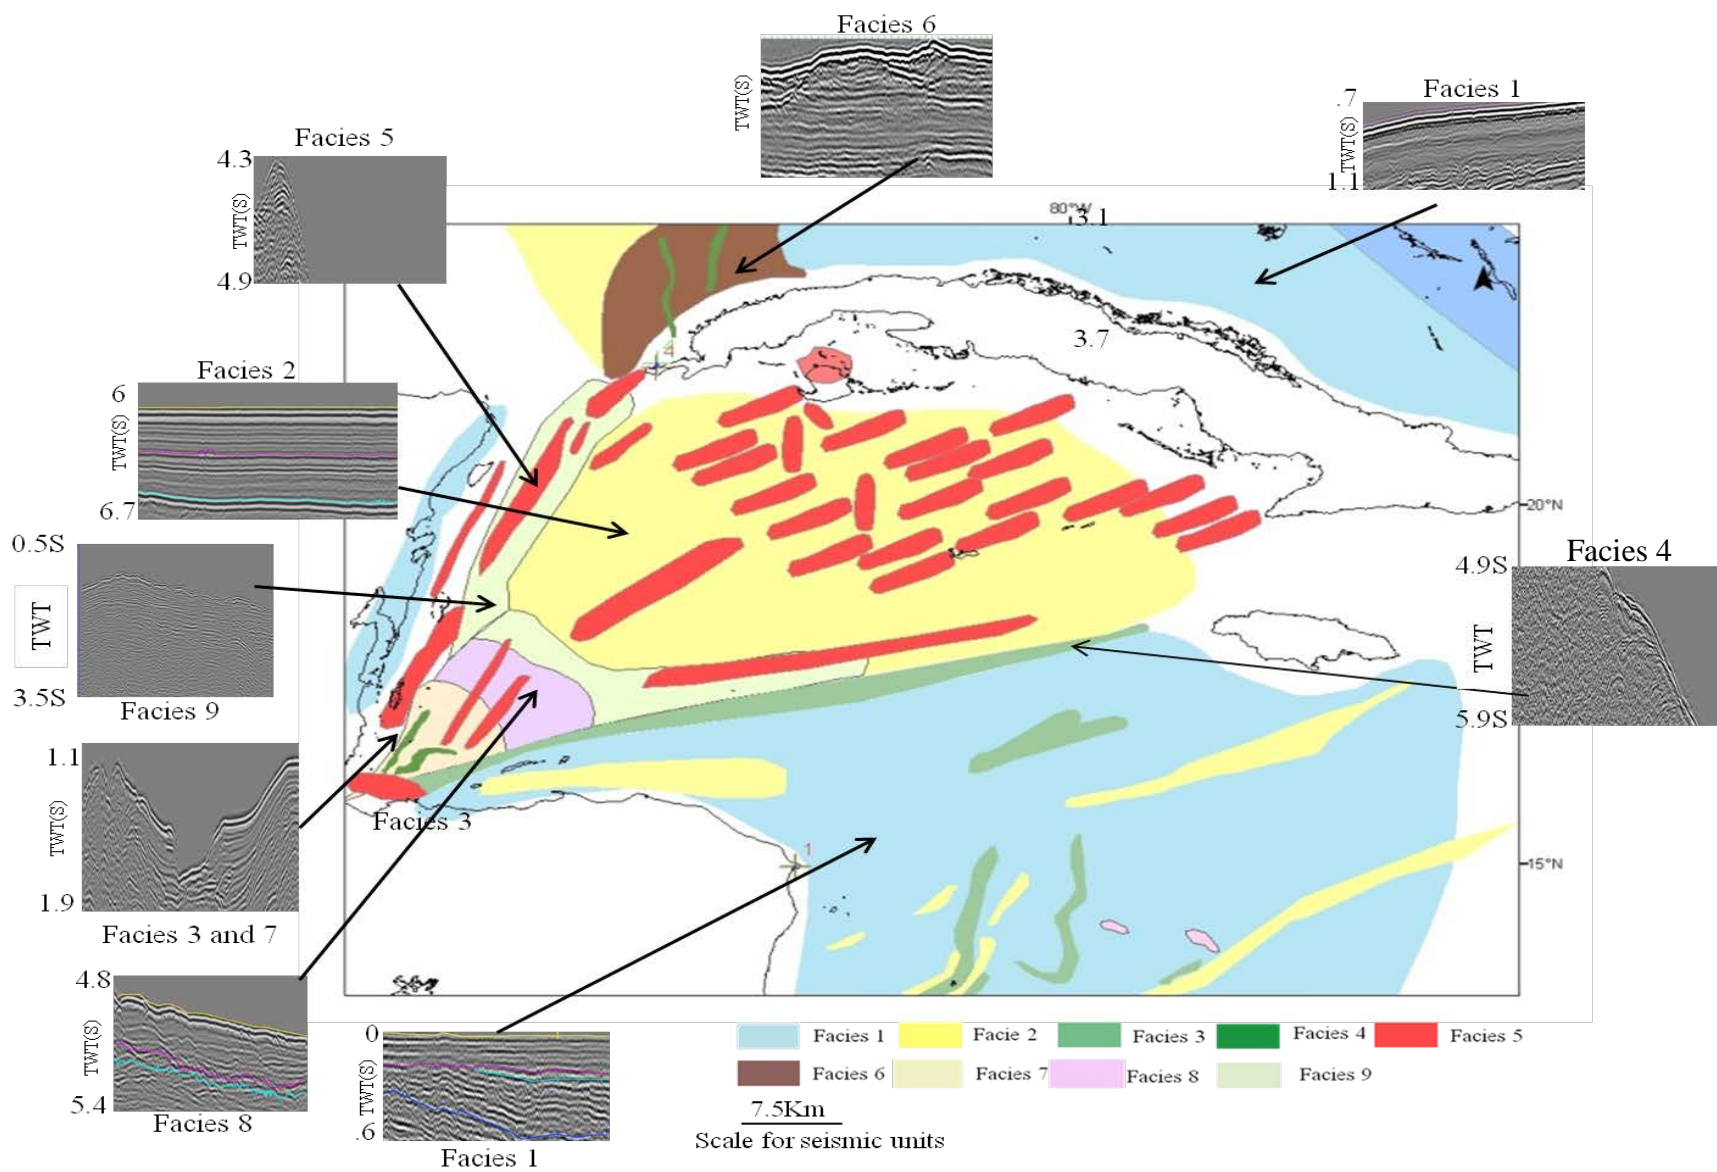 Facies 6
TWT(S)
Facies 1
.7
TWT(S)
1.1
Facies 5
4.3
TWT(S)
4.9
80°W
3.1
3.7
4
Facies 2
6
TWT(S)
6.7
20°N
0.5S
TWT
3.5S
Facies 9
Facies 4
4.9S
TWT
5.9S
1.1
TWT(S)
1.9
Facies 3 and 7
Facies 3
1
15°N
4.8
TWT(S)
5.4
Facies 8
0
TWT(S)
.6
Facies 1
Facies 1 Facie 2 Facies 3 Facies 4 Facies 5
Facies 6 Facies 7 Facies 8 Facies 9
7.5Km
Scale for seismic units